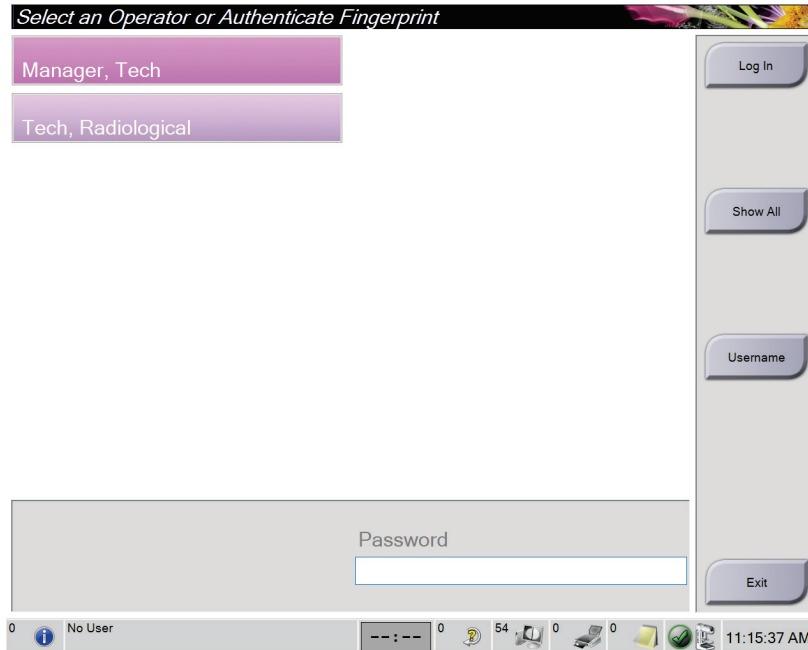 Select an Operator or Authenticate Fingerprint
Manager, Tech
Tech, Radiological
Log In
Show All
Username
Password
Exit
0
No User
--:--
0
54
0
0
11:15:37 AM